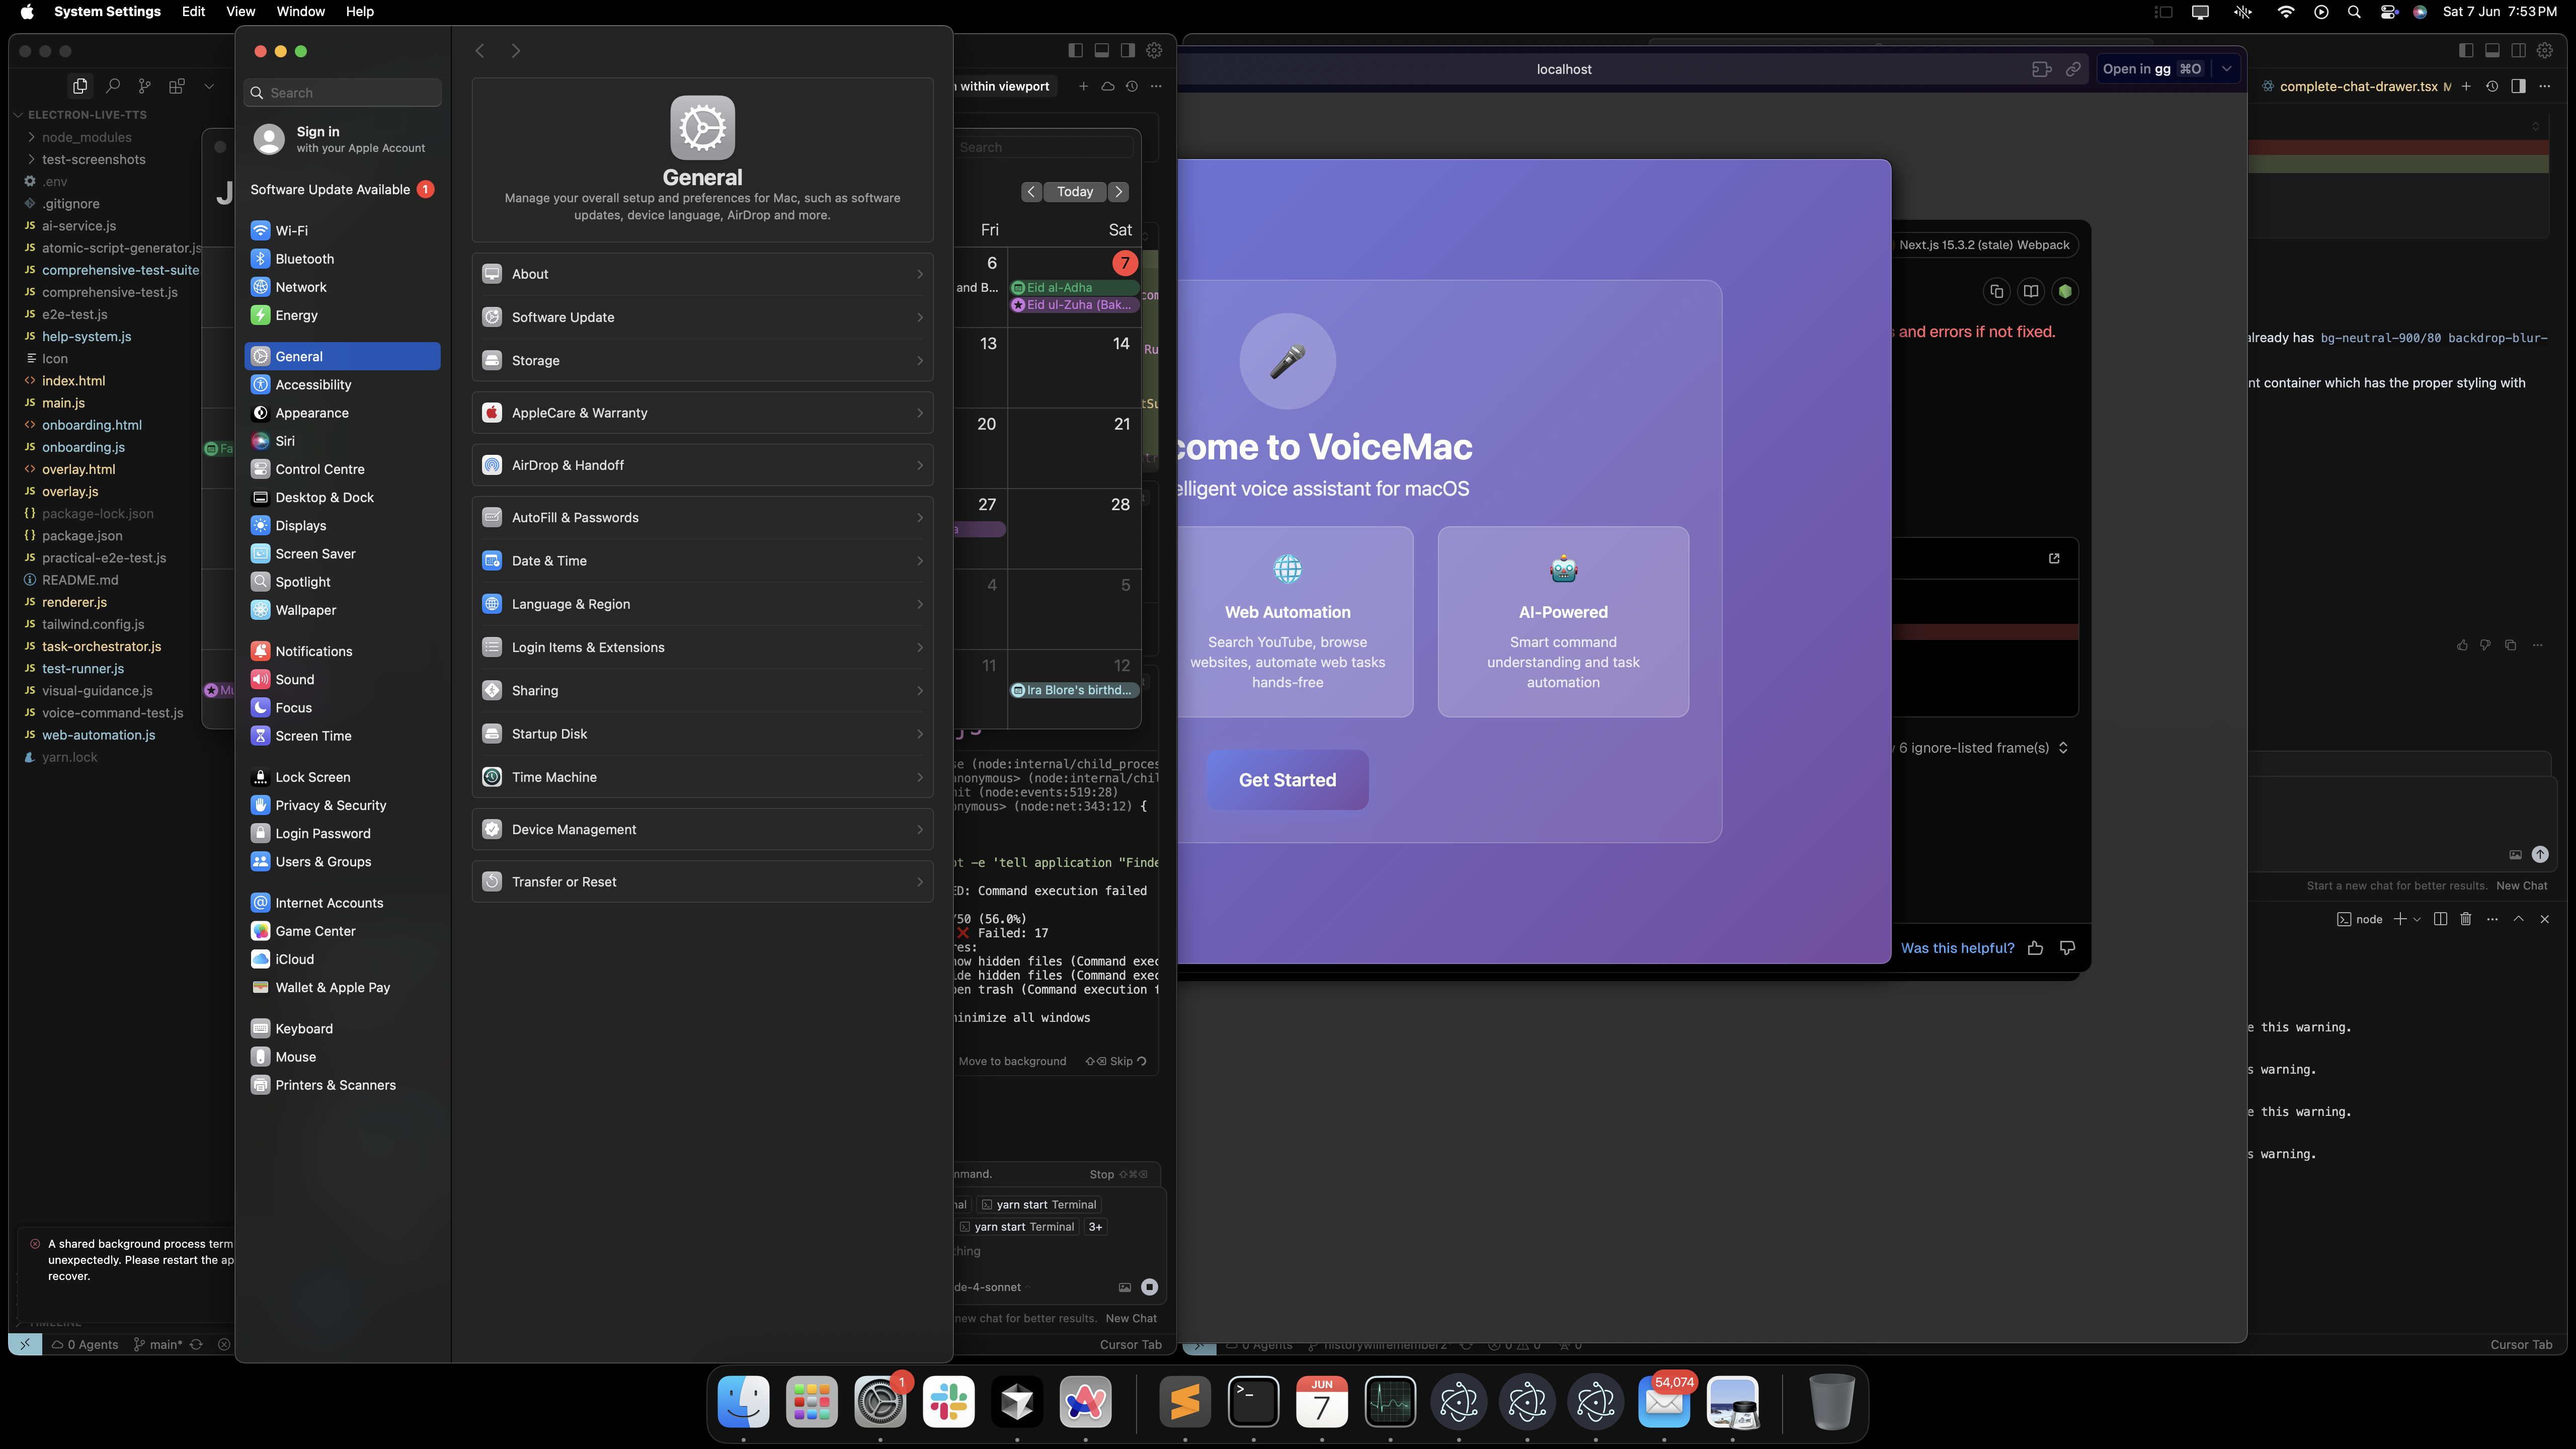 System Settings Edit View Window Help
Sat 7 Jun 7:53 PM
ELECTRON-LIVE-TTS
node_modules
test-screenshots
.env
.gitignore
ai-service.js
atomic-script-generator.js
comprehensive-test-suite
comprehensive-test.js
e2e-test.js
help-system.js
Icon
index.html
main.js
onboarding.html
onboarding.js
overlay.html
overlay.js
package-lock.json
package.json
practical-e2e-test.js
README.md
renderer.js
tailwind.config.js
task-orchestrator.js
test-runner.js
visual-guidance.js
voice-command-test.js
web-automation.js
yarn.lock
A shared background process term
unexpectedly. Please restart the ap
recover.
TIMELINE
0 Agents main*
J
Fa
Mu
Search
Sign in
with your Apple Account
Software Update Available 1
Wi-Fi
Bluetooth
Network
Energy
General
Accessibility
Appearance
Siri
Control Centre
Desktop & Dock
Displays
Screen Saver
Spotlight
Wallpaper
Notifications
Sound
Focus
Screen Time
Lock Screen
Privacy & Security
Login Password
Users & Groups
Internet Accounts
Game Center
iCloud
Wallet & Apple Pay
Keyboard
Mouse
Printers & Scanners
General
Manage your overall setup and preferences for Mac, such as software
updates, device language, AirDrop and more.
About
Software Update
Storage
AppleCare & Warranty
AirDrop & Handoff
AutoFill & Passwords
Date & Time
Language & Region
Login Items & Extensions
Sharing
Startup Disk
Time Machine
Device Management
Transfer or Reset
n within viewport
Search
Today
Fri Sat
6 7
and B...
Eid al-Adha
Eid ul-Zuha (Bak...
13 14
20 21
27 28
4 5
11 12
Ira Blore's birthd...
com
Ru
tSu
se (node:internal/child_proces
nonymous> (node:internal/chil
mit (node:events:519:28)
onymous> (node:net:343:12) {
pt -e 'tell application "Finde
ED: Command execution failed
/50 (56.0%)
❌ Failed: 17
res:
how hidden files (Command exec
ide hidden files (Command exec
pen trash (Command execution f
minimize all windows
Move to background Skip
mmand. Stop
nal yarn start Terminal
yarn start Terminal 3+
thing
de-4-sonnet
new chat for better results. New Chat
Cursor Tab
localhost
Open in gg ⌘O
come to VoiceMac
elligent voice assistant for macOS
Web Automation
Search YouTube, browse
websites, automate web tasks
hands-free
AI-Powered
Smart command
understanding and task
automation
Get Started
Next.js 15.3.2 (stale) Webpack
s and errors if not fixed.
6 ignore-listed frame(s)
Was this helpful?
0 Agents historywillremember2* 0 0 0
complete-chat-drawer.tsx M
already has bg-neutral-900/80 backdrop-blur-
nt container which has the proper styling with
Start a new chat for better results. New Chat
node
e this warning.
s warning.
e this warning.
s warning.
Cursor Tab
1
JUN
7
54,074